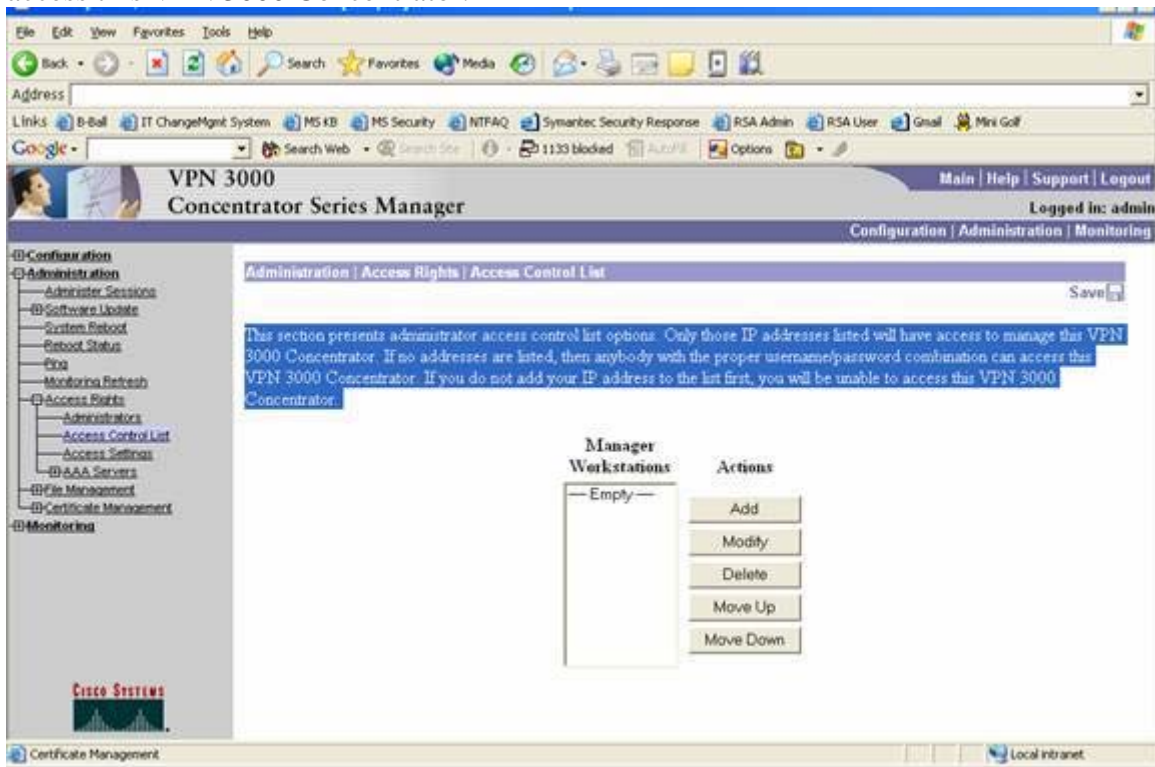 File Edit View Favorites Tools Help
Back Search Favorites Media
Address
Links B-Ball IT ChangeMgmt System MS KB MS Security NTFAQ Symantec Security Response RSA Admin RSA User Gmail Mini Golf
Google Search Web Search Site 1133 blocked AutoFill Options
VPN 3000
Concentrator Series Manager
Main | Help | Support | Logout
Logged in: admin
Configuration | Administration | Monitoring
Configuration
Administration
Administer Sessions
Software Update
System Reboot
Reboot Status
Ping
Monitoring Refresh
Access Rights
Administrators
Access Control List
Access Settings
AAA Servers
File Management
Certificate Management
Monitoring
Administration | Access Rights | Access Control List
Save
This section presents administrator access control list options. Only those IP addresses listed will have access to manage this VPN
3000 Concentrator. If no addresses are listed, then anybody with the proper username/password combination can access this
VPN 3000 Concentrator. If you do not add your IP address to the list first, you will be unable to access this VPN 3000
Concentrator.
Manager
Workstations
Actions
— Empty —
Add
Modify
Delete
Move Up
Move Down
CISCO SYSTEMS
Certificate Management
Local intranet